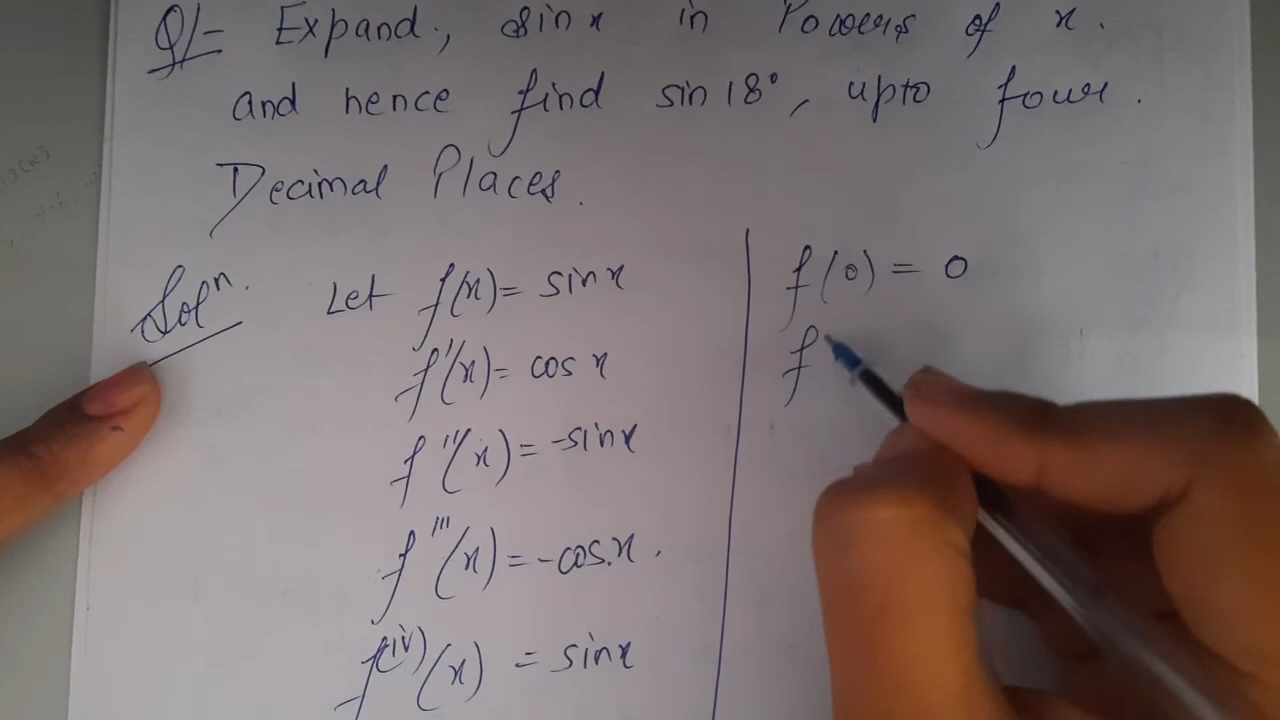 Q/- Expand., sin x in Powers of x.
and hence find sin 18°, upto four.
Decimal Places.
Solⁿ. Let f(x) = sin x
f'(x) = cos x
f''(x) = -sin x
f'''(x) = -cos.x.
f⁽ⁱᵛ⁾(x) = sin x
f(0) = 0
f